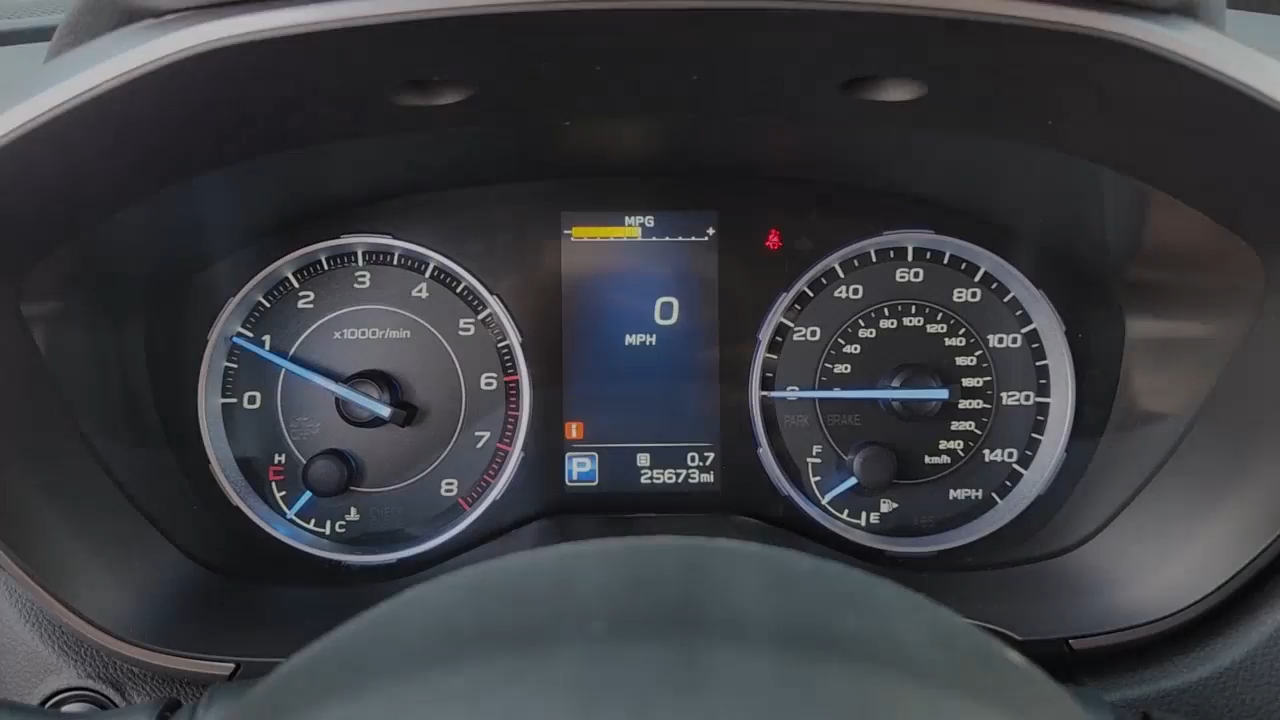 MPG
- +
0
MPH
i
P B 0.7
25673mi
0 1 2 3 4 5 6 7 8
x1000r/min
H
C
0 20 40 60 80 100 120 140
MPH
20 40 60 80 100 120 140 160 180 200 220 240
km/h
PARK BRAKE
F
E